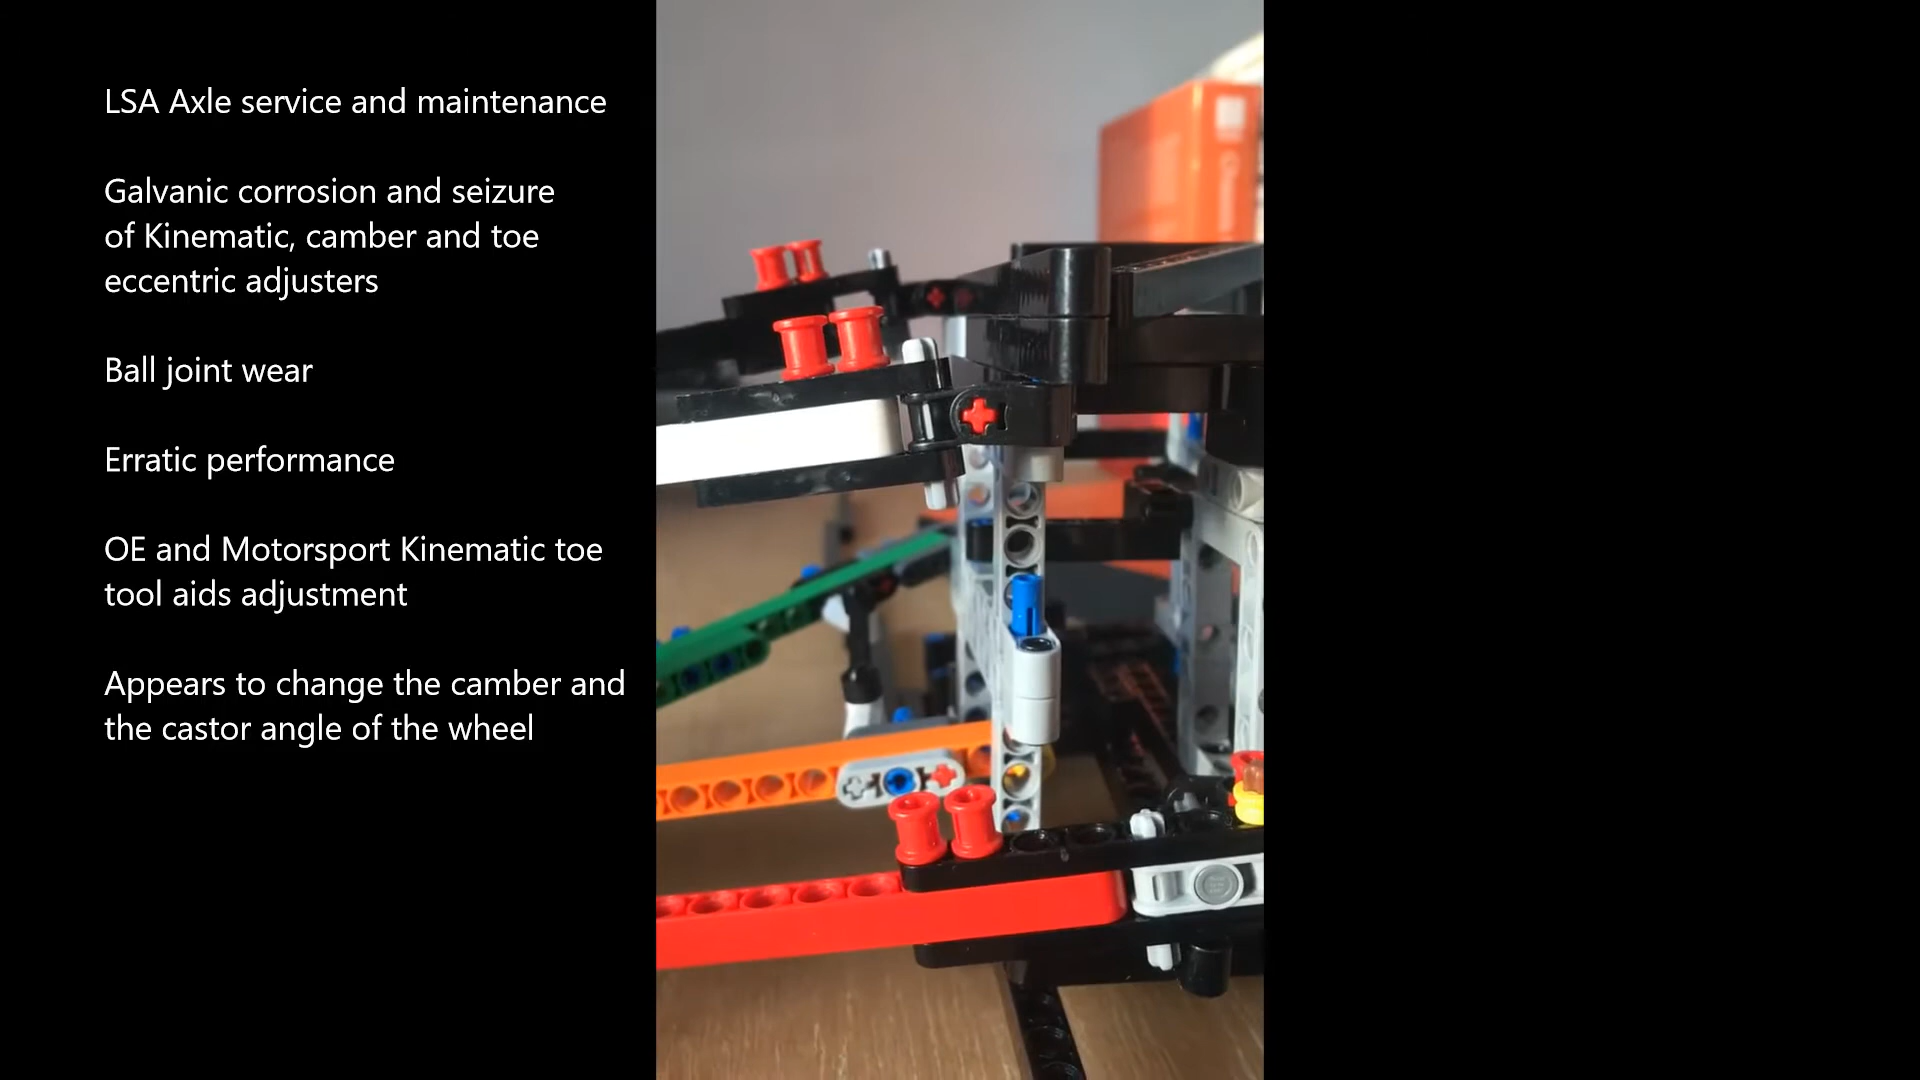 LSA Axle service and maintenance
Galvanic corrosion and seizure
of Kinematic, camber and toe
eccentric adjusters
Ball joint wear
Erratic performance
OE and Motorsport Kinematic toe
tool aids adjustment
Appears to change the camber and
the castor angle of the wheel